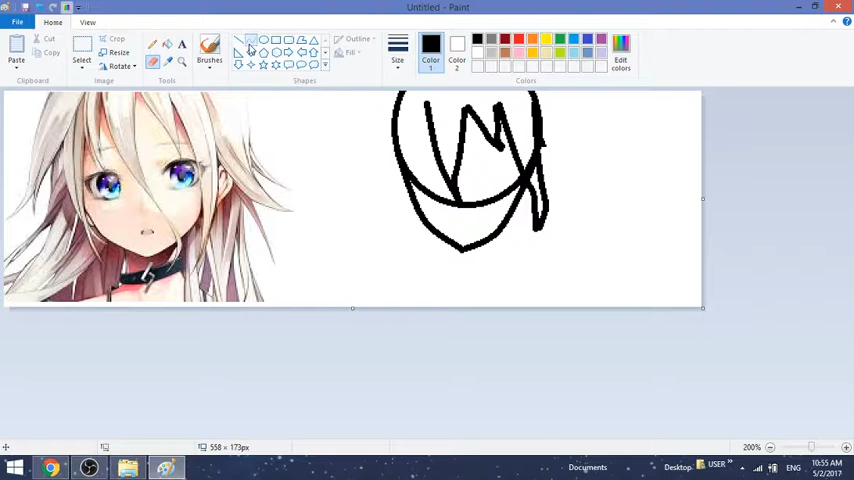 Untitled - Paint
File Home View
Paste
Cut
Copy
Clipboard
Select
Crop
Resize
Rotate
Image
A
Tools
Brushes
Shapes
Outline
Fill
Size
Color 1
Color 2
Edit colors
Colors
558 × 173px
200%
Documents
Desktop
USER
ENG
10:55 AM
5/2/2017